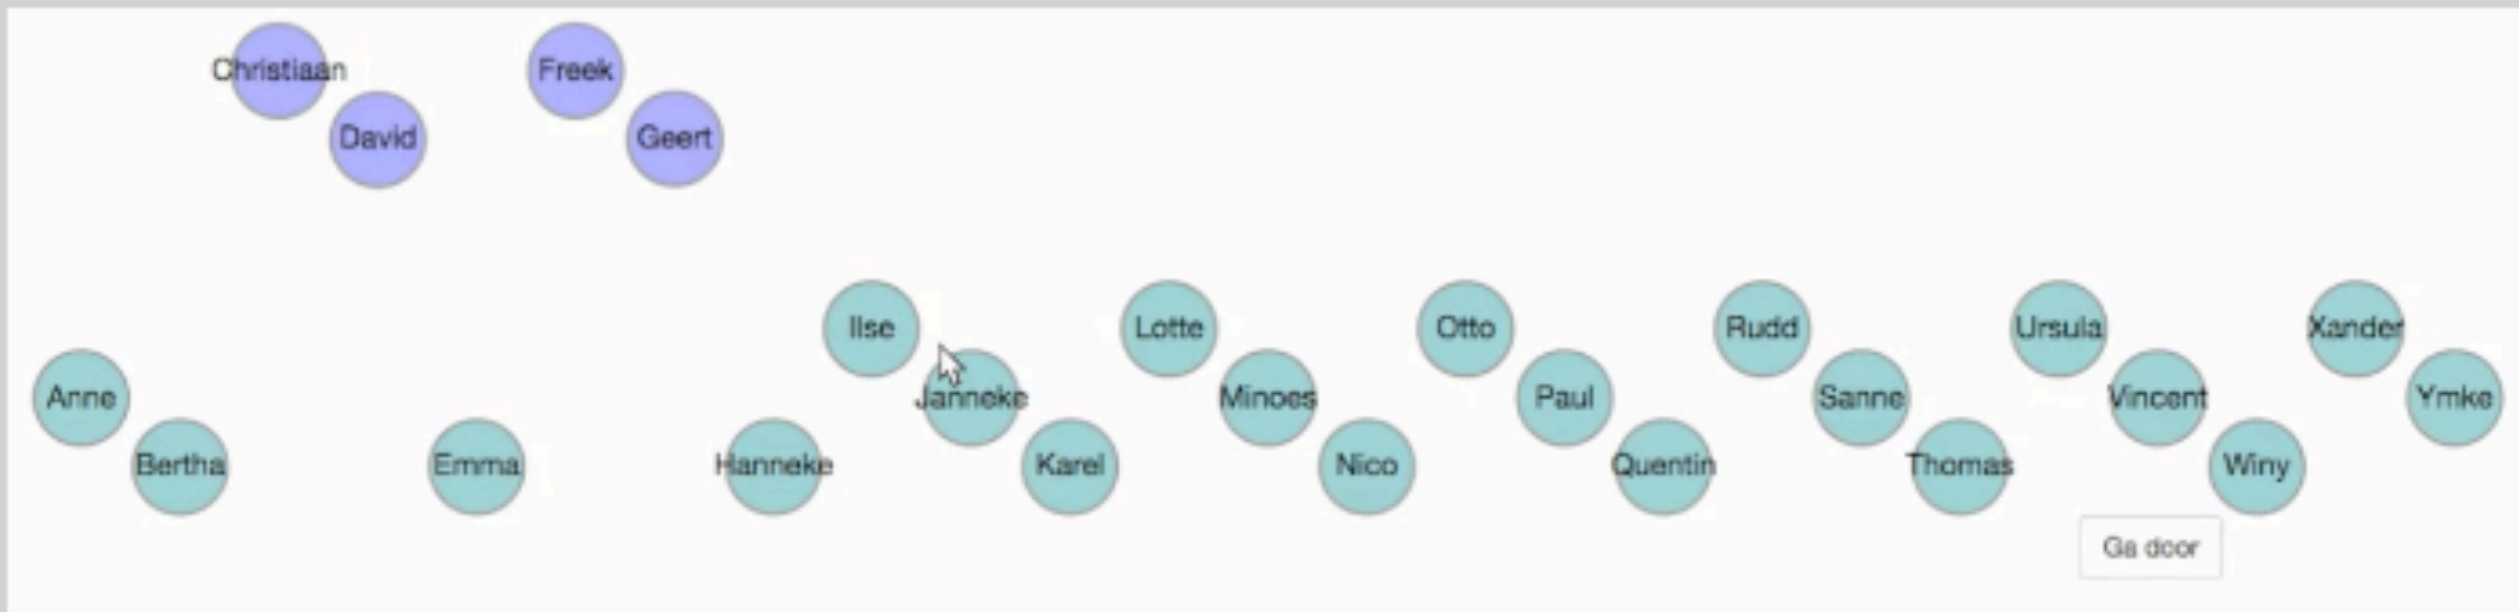 Christiaan
Freek
David
Geert
Ilse
Lotte
Otto
Rudd
Ursula
Xander
Anne
Janneke
Minoes
Paul
Sanne
Vincent
Ymke
Bertha
Emma
Hanneke
Karel
Nico
Quentin
Thomas
Winy
Ga door